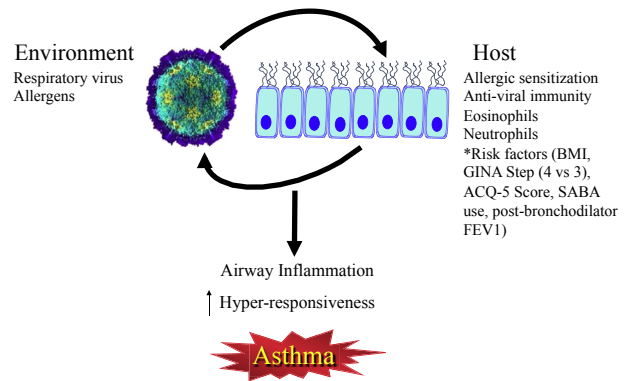 Environment
Respiratory virus
Allergens
Host
Allergic sensitization
Anti-viral immunity
Eosinophils
Neutrophils
*Risk factors (BMI,
GINA Step (4 vs 3),
ACQ-5 Score, SABA
use, post-bronchodilator
FEV1)
Airway Inflammation
Hyper-responsiveness
Asthma